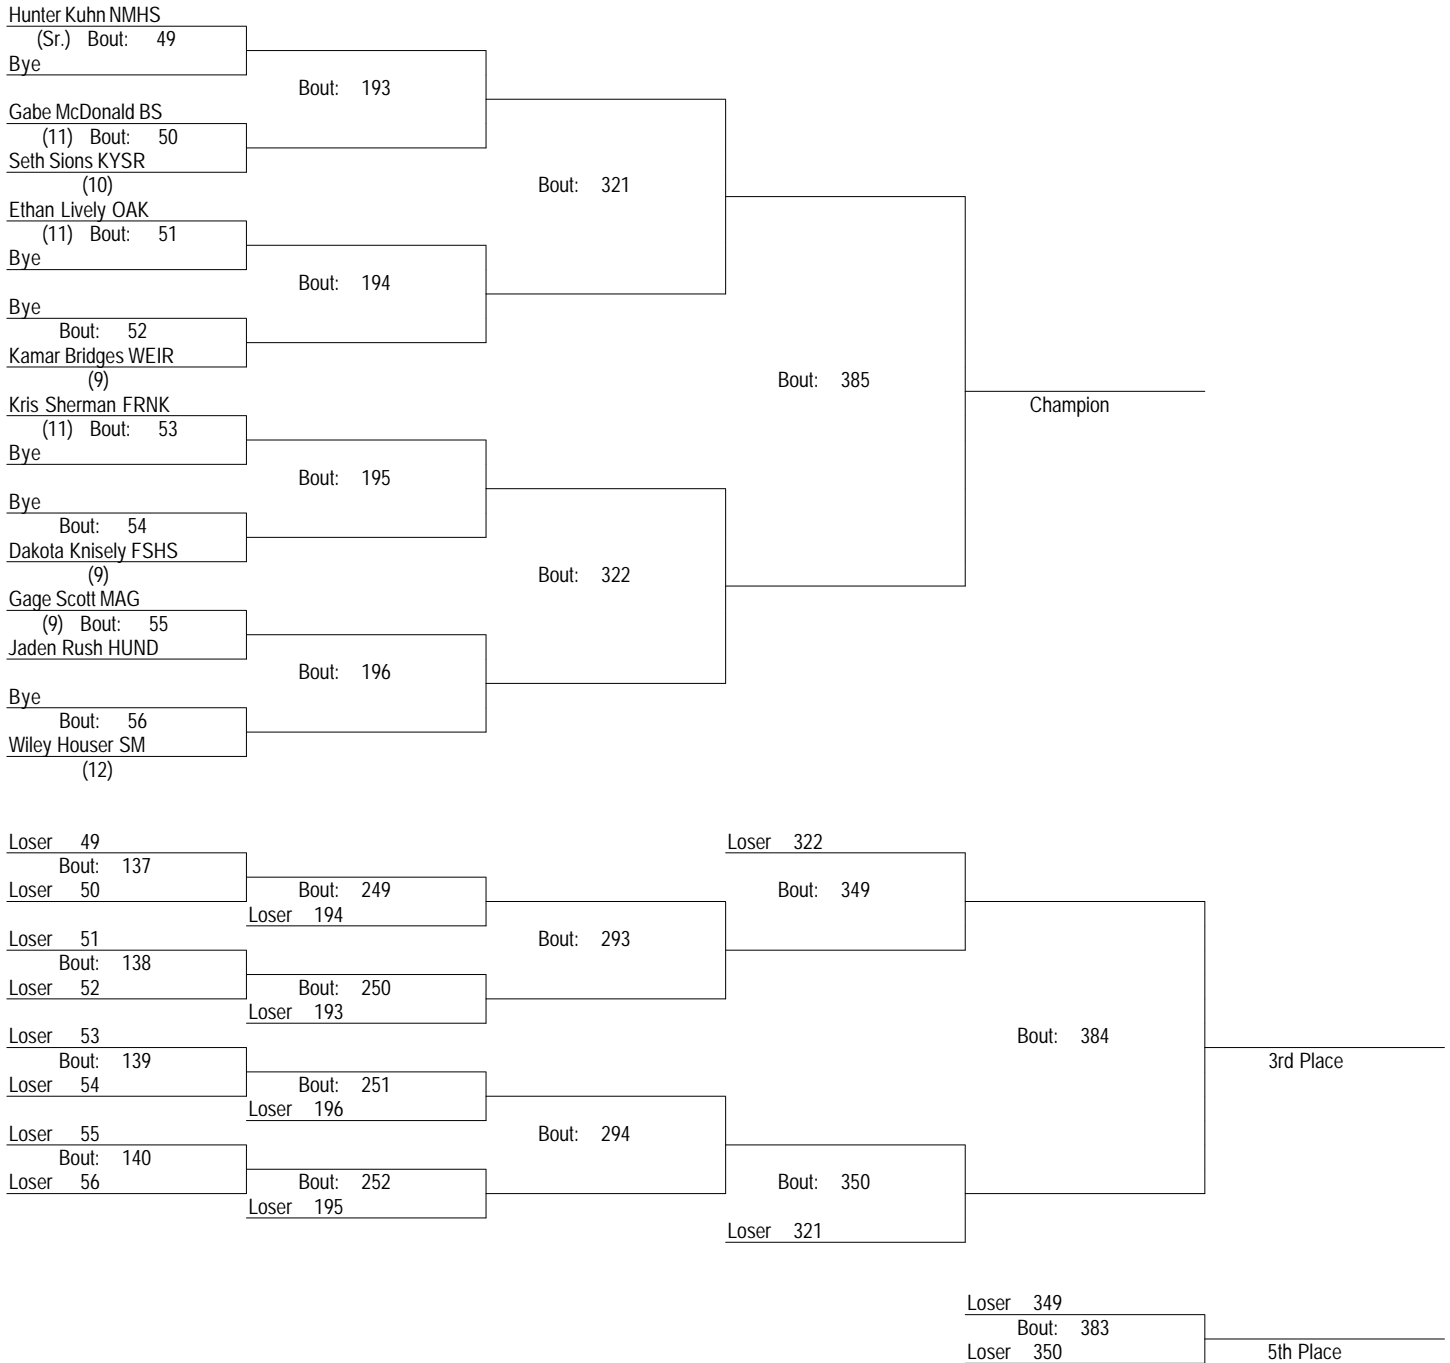 Hunter Kuhn NMHS
(Sr.) Bout: 49
Bye
Bout: 193
Gabe McDonald BS
(11) Bout: 50
Seth Sions KYSR
(10)
Bout: 321
Ethan Lively OAK
(11) Bout: 51
Bye
Bout: 194
Bye
Bout: 52
Kamar Bridges WEIR
(9)
Bout: 385
Kris Sherman FRNK
Champion
(11) Bout: 53
Bye
Bout: 195
Bye
Bout: 54
Dakota Knisely FSHS
(9)
Bout: 322
Gage Scott MAG
(9) Bout: 55
Jaden Rush HUND
Bout: 196
Bye
Bout: 56
Wiley Houser SM
(12)
Loser 49
Loser 322
Bout: 137
Loser 50
Bout: 249
Bout: 349
Loser 194
Loser 51
Bout: 293
Bout: 138
Loser 52
Bout: 250
Loser 193
Loser 53
Bout: 384
Bout: 139
3rd Place
Loser 54
Bout: 251
Loser 196
Loser 55
Bout: 294
Bout: 140
Loser 56
Bout: 252
Bout: 350
Loser 195
Loser 321
Loser 349
Bout: 383
Loser 350
5th Place